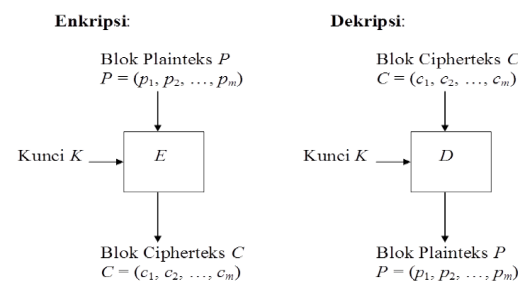 Enkripsi:
Blok Plainteks P
P = (p1, p2, …, pm)
Kunci K
E
Blok Cipherteks C
C = (c1, c2, …, cm)
Dekripsi:
Blok Cipherteks C
C = (c1, c2, …, cm)
Kunci K
D
Blok Plainteks P
P = (p1, p2, …, pm)